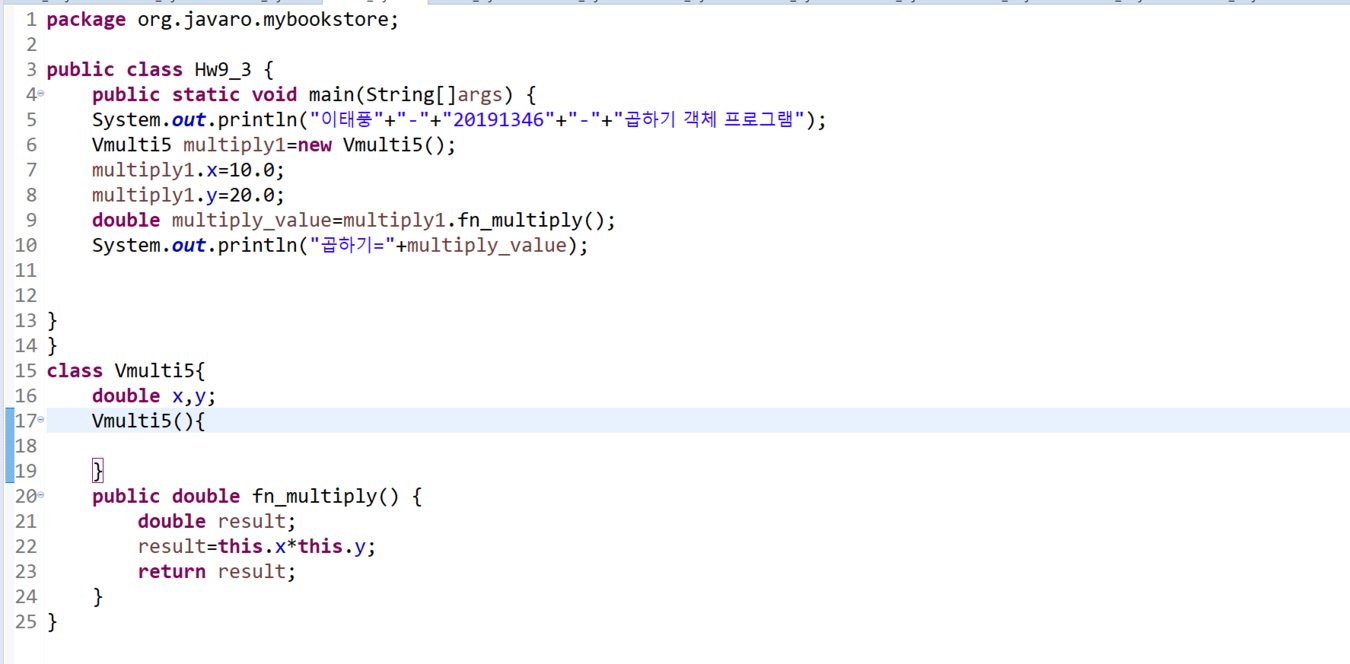 1 package org.javaro.mybookstore;
2
3 public class Hw9_3 {
4 public static void main(String[]args) {
5 System.out.println("이태풍"+"-"+"20191346"+"-"+"곱하기 객체 프로그램");
6 Vmulti5 multiply1=new Vmulti5();
7 multiply1.x=10.0;
8 multiply1.y=20.0;
9 double multiply_value=multiply1.fn_multiply();
10 System.out.println("곱하기="+multiply_value);
11
12
13 }
14 }
15 class Vmulti5{
16 double x,y;
17 Vmulti5(){
18
19 }
20 public double fn_multiply() {
21 double result;
22 result=this.x*this.y;
23 return result;
24 }
25 }